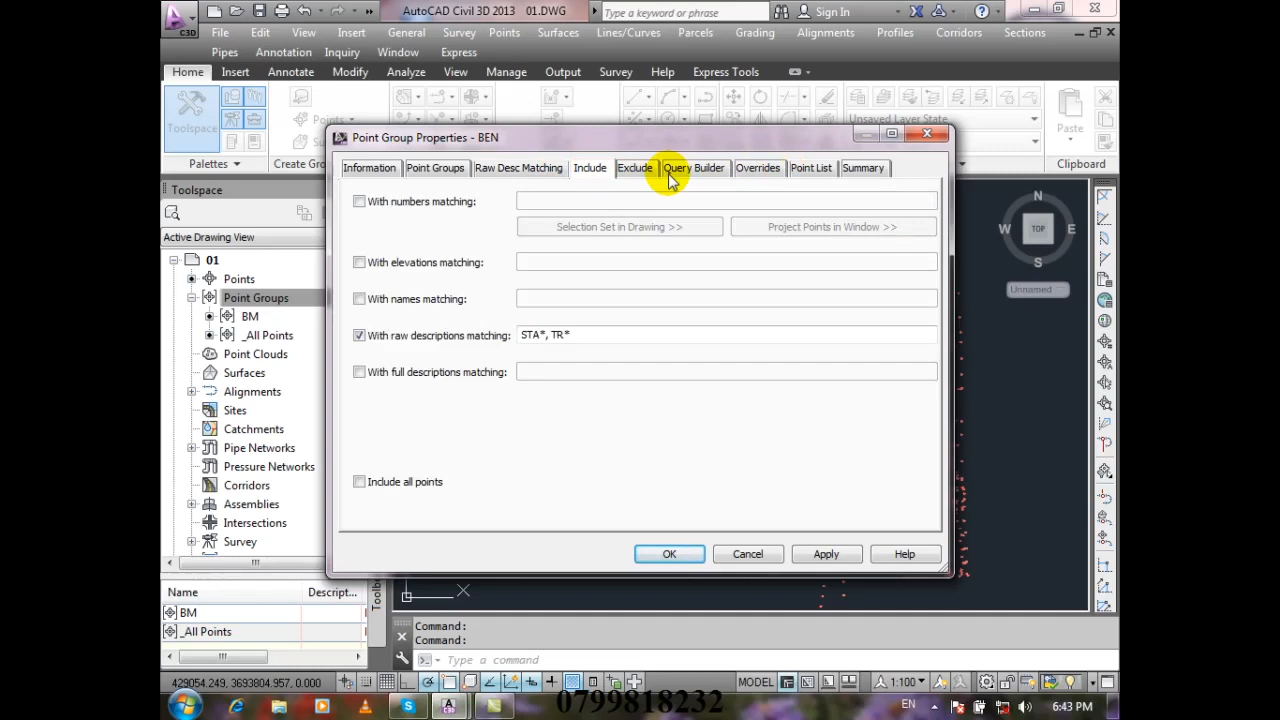 AutoCAD Civil 3D 2013 01.DWG
Type a keyword or phrase
Sign In
C3D
File Edit View Insert General Survey Points Surfaces Lines/Curves Parcels Grading Alignments Profiles Corridors Sections
Pipes Annotation Inquiry Window Express
Home Insert Annotate Modify Analyze View Manage Output Survey Help Express Tools
Toolspace
Points
Unsaved Layer State
Paste
Palettes
Create Gro
Clipboard
Point Group Properties - BEN
Information Point Groups Raw Desc Matching Include Exclude Query Builder Overrides Point List Summary
With numbers matching:
Selection Set in Drawing >> Project Points in Window >>
With elevations matching:
With names matching:
With raw descriptions matching: STA*, TR*
With full descriptions matching:
Include all points
OK Cancel Apply Help
Toolspace
Active Drawing View
01
Points
Point Groups
BM
_All Points
Point Clouds
Surfaces
Alignments
Sites
Catchments
Pipe Networks
Pressure Networks
Corridors
Assemblies
Intersections
Survey
N
W TOP E
S
Unnamed
Name Descript...
BM
_All Points
Toolbo
Command:
Command:
Type a command
429054.249, 3693804.957, 0.000
MODEL
1:100
0799818232
EN
6:43 PM